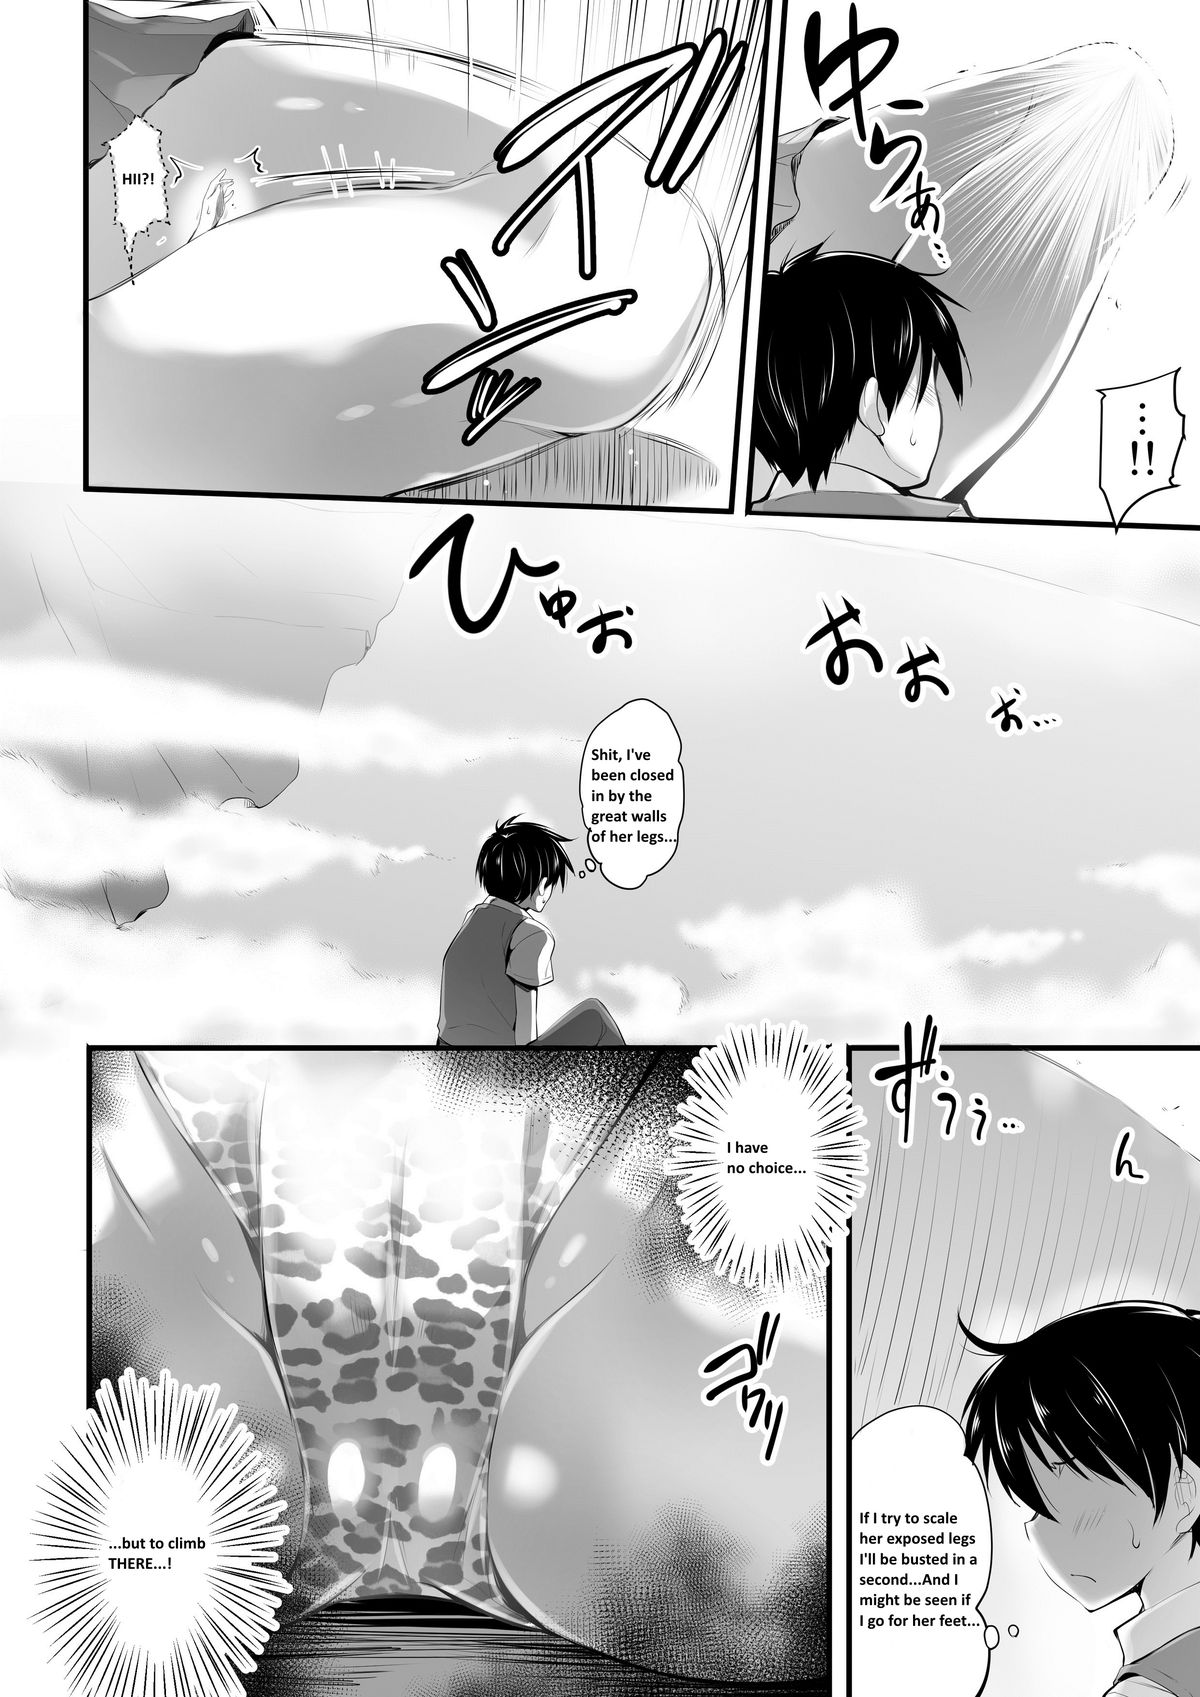 ゆ、らぁ…
…!!
ズイッ
HII?!
ひゅお
おぉぉ…
Shit, I've
been closed
in by the
great walls
of her legs...
ずぅぅ‥
ん
If I try to scale
her exposed legs
I'll be busted in a
second...And I
might be seen if
I go for her feet...
I have
no choice...
ゴクリ
...but to climb
THERE...!